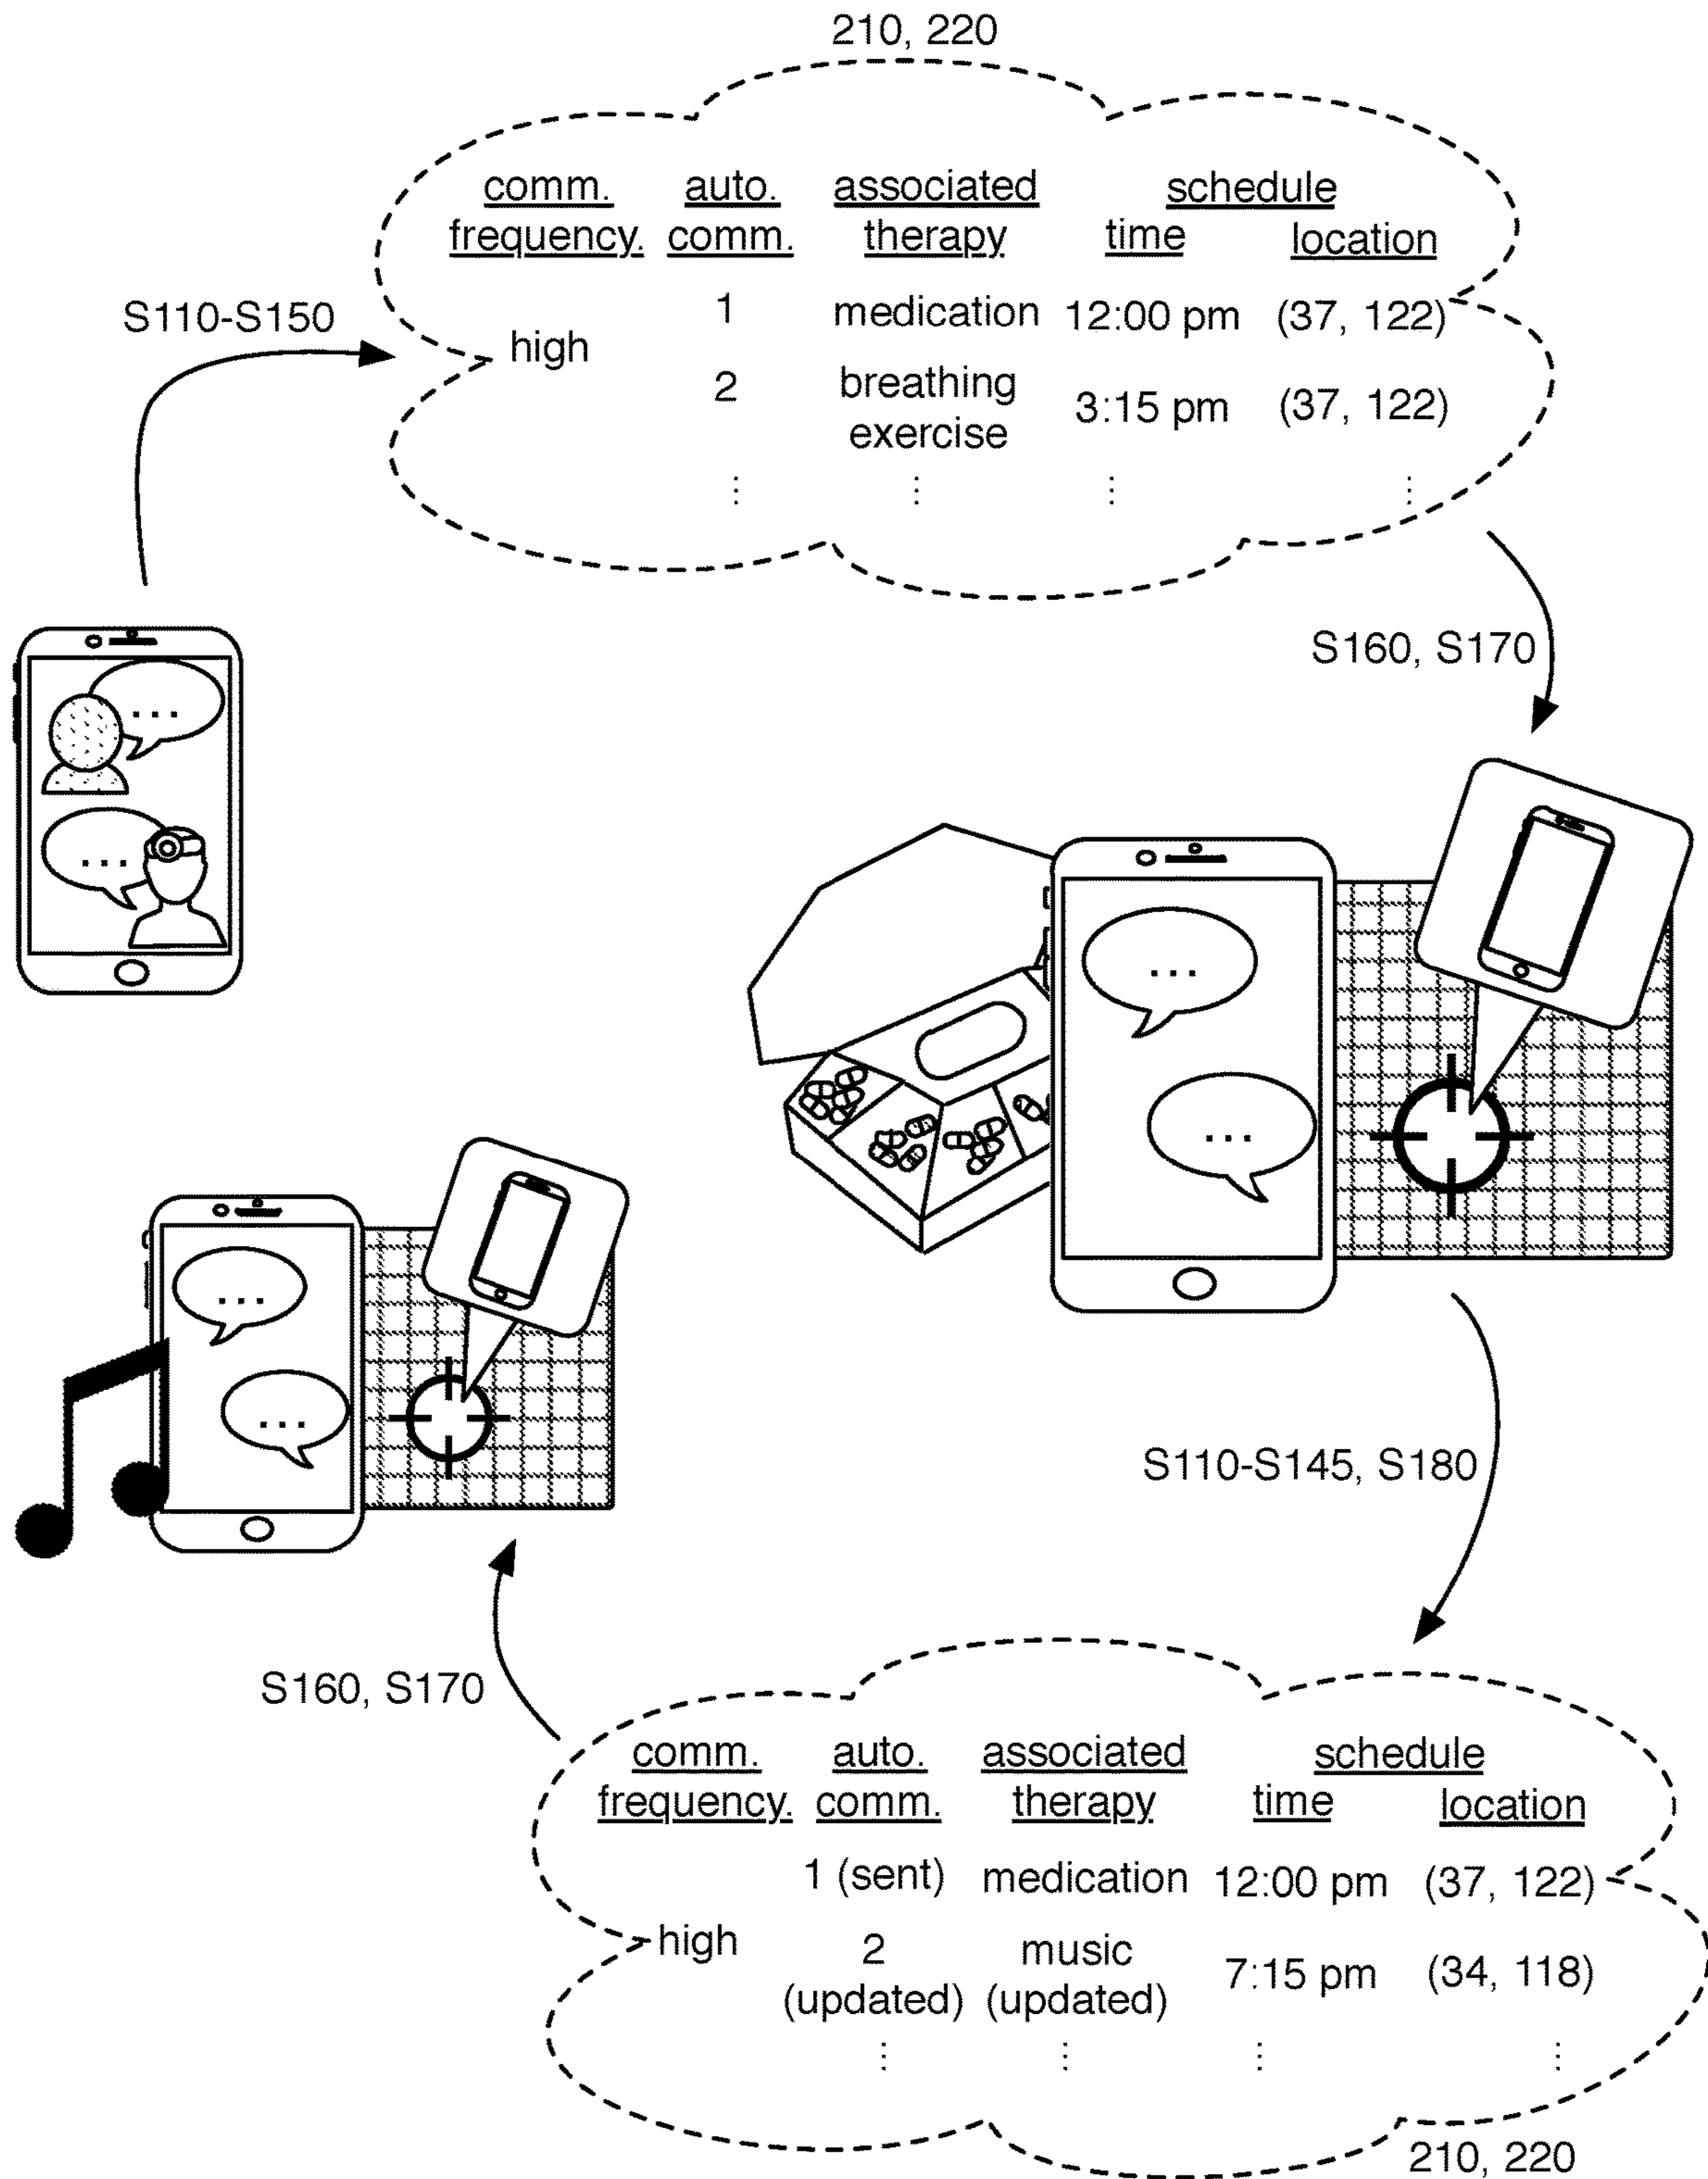 210, 220
comm. auto. associated schedule
frequency. comm. therapy time location
S110-S150
1 medication 12:00 pm (37, 122)
high
2 breathing 3:15 pm (37, 122)
exercise
⋮ ⋮ ⋮ ⋮
S160, S170
...
...
...
...
...
...
S110-S145, S180
S160, S170
comm. auto. associated schedule
frequency. comm. therapy time location
1 (sent) medication 12:00 pm (37, 122)
high 2 music 7:15 pm (34, 118)
(updated) (updated)
⋮ ⋮ ⋮ ⋮
210, 220